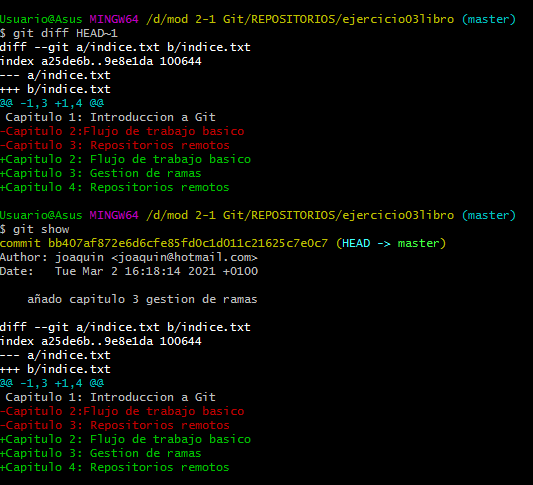 Usuario@Asus MINGW64 /d/mod 2-1 Git/REPOSITORIOS/ejercicio03libro (master)
$ git diff HEAD~1
diff --git a/indice.txt b/indice.txt
index a25de6b..9e8e1da 100644
--- a/indice.txt
+++ b/indice.txt
@@ -1,3 +1,4 @@
 Capitulo 1: Introduccion a Git
-Capitulo 2:Flujo de trabajo basico
-Capitulo 3: Repositorios remotos
+Capitulo 2: Flujo de trabajo basico
+Capitulo 3: Gestion de ramas
+Capitulo 4: Repositorios remotos
Usuario@Asus MINGW64 /d/mod 2-1 Git/REPOSITORIOS/ejercicio03libro (master)
$ git show
commit bb407af872e6d6cfe85fd0c1d011c21625c7e0c7 (HEAD -> master)
Author: joaquin <joaquin@hotmail.com>
Date:   Tue Mar 2 16:18:14 2021 +0100
    añado capitulo 3 gestion de ramas
diff --git a/indice.txt b/indice.txt
index a25de6b..9e8e1da 100644
--- a/indice.txt
+++ b/indice.txt
@@ -1,3 +1,4 @@
 Capitulo 1: Introduccion a Git
-Capitulo 2:Flujo de trabajo basico
-Capitulo 3: Repositorios remotos
+Capitulo 2: Flujo de trabajo basico
+Capitulo 3: Gestion de ramas
+Capitulo 4: Repositorios remotos